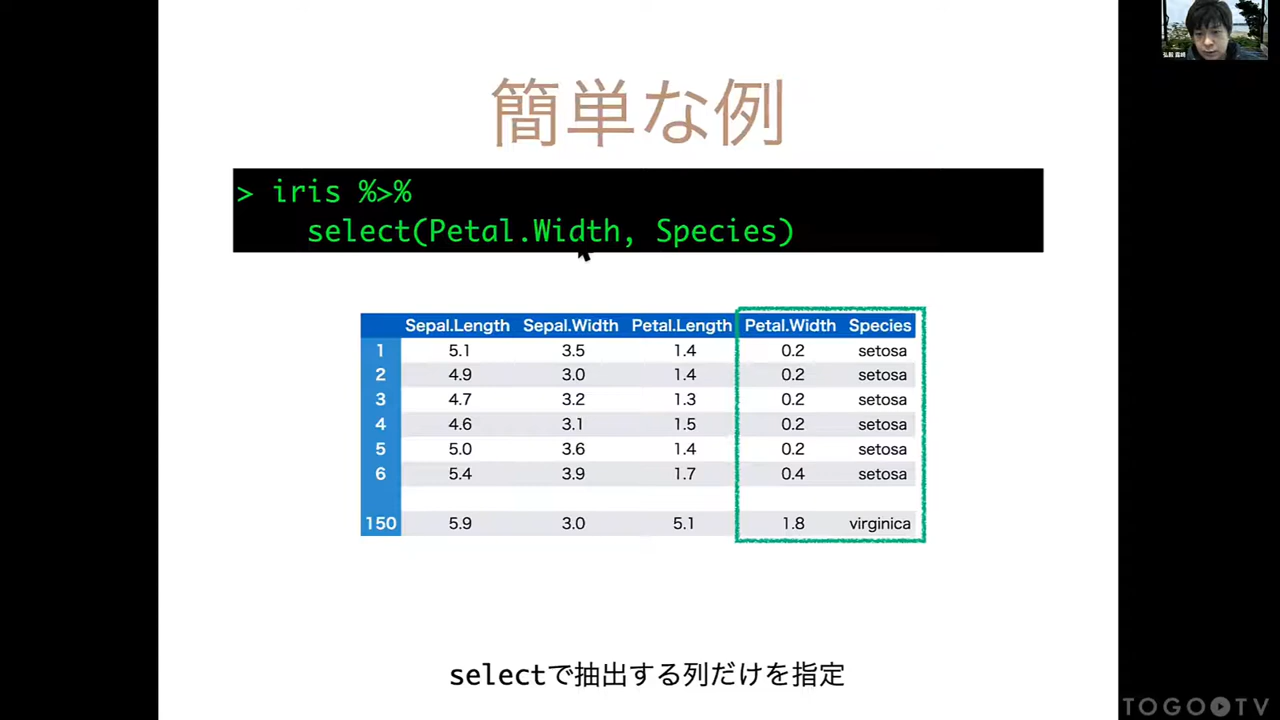 簡単な例
> iris %>%
select(Petal.Width, Species)
Sepal.Length Sepal.Width Petal.Length Petal.Width Species
1 5.1 3.5 1.4 0.2 setosa
2 4.9 3.0 1.4 0.2 setosa
3 4.7 3.2 1.3 0.2 setosa
4 4.6 3.1 1.5 0.2 setosa
5 5.0 3.6 1.4 0.2 setosa
6 5.4 3.9 1.7 0.4 setosa
150 5.9 3.0 5.1 1.8 virginica
selectで抽出する列だけを指定
TOGO TV